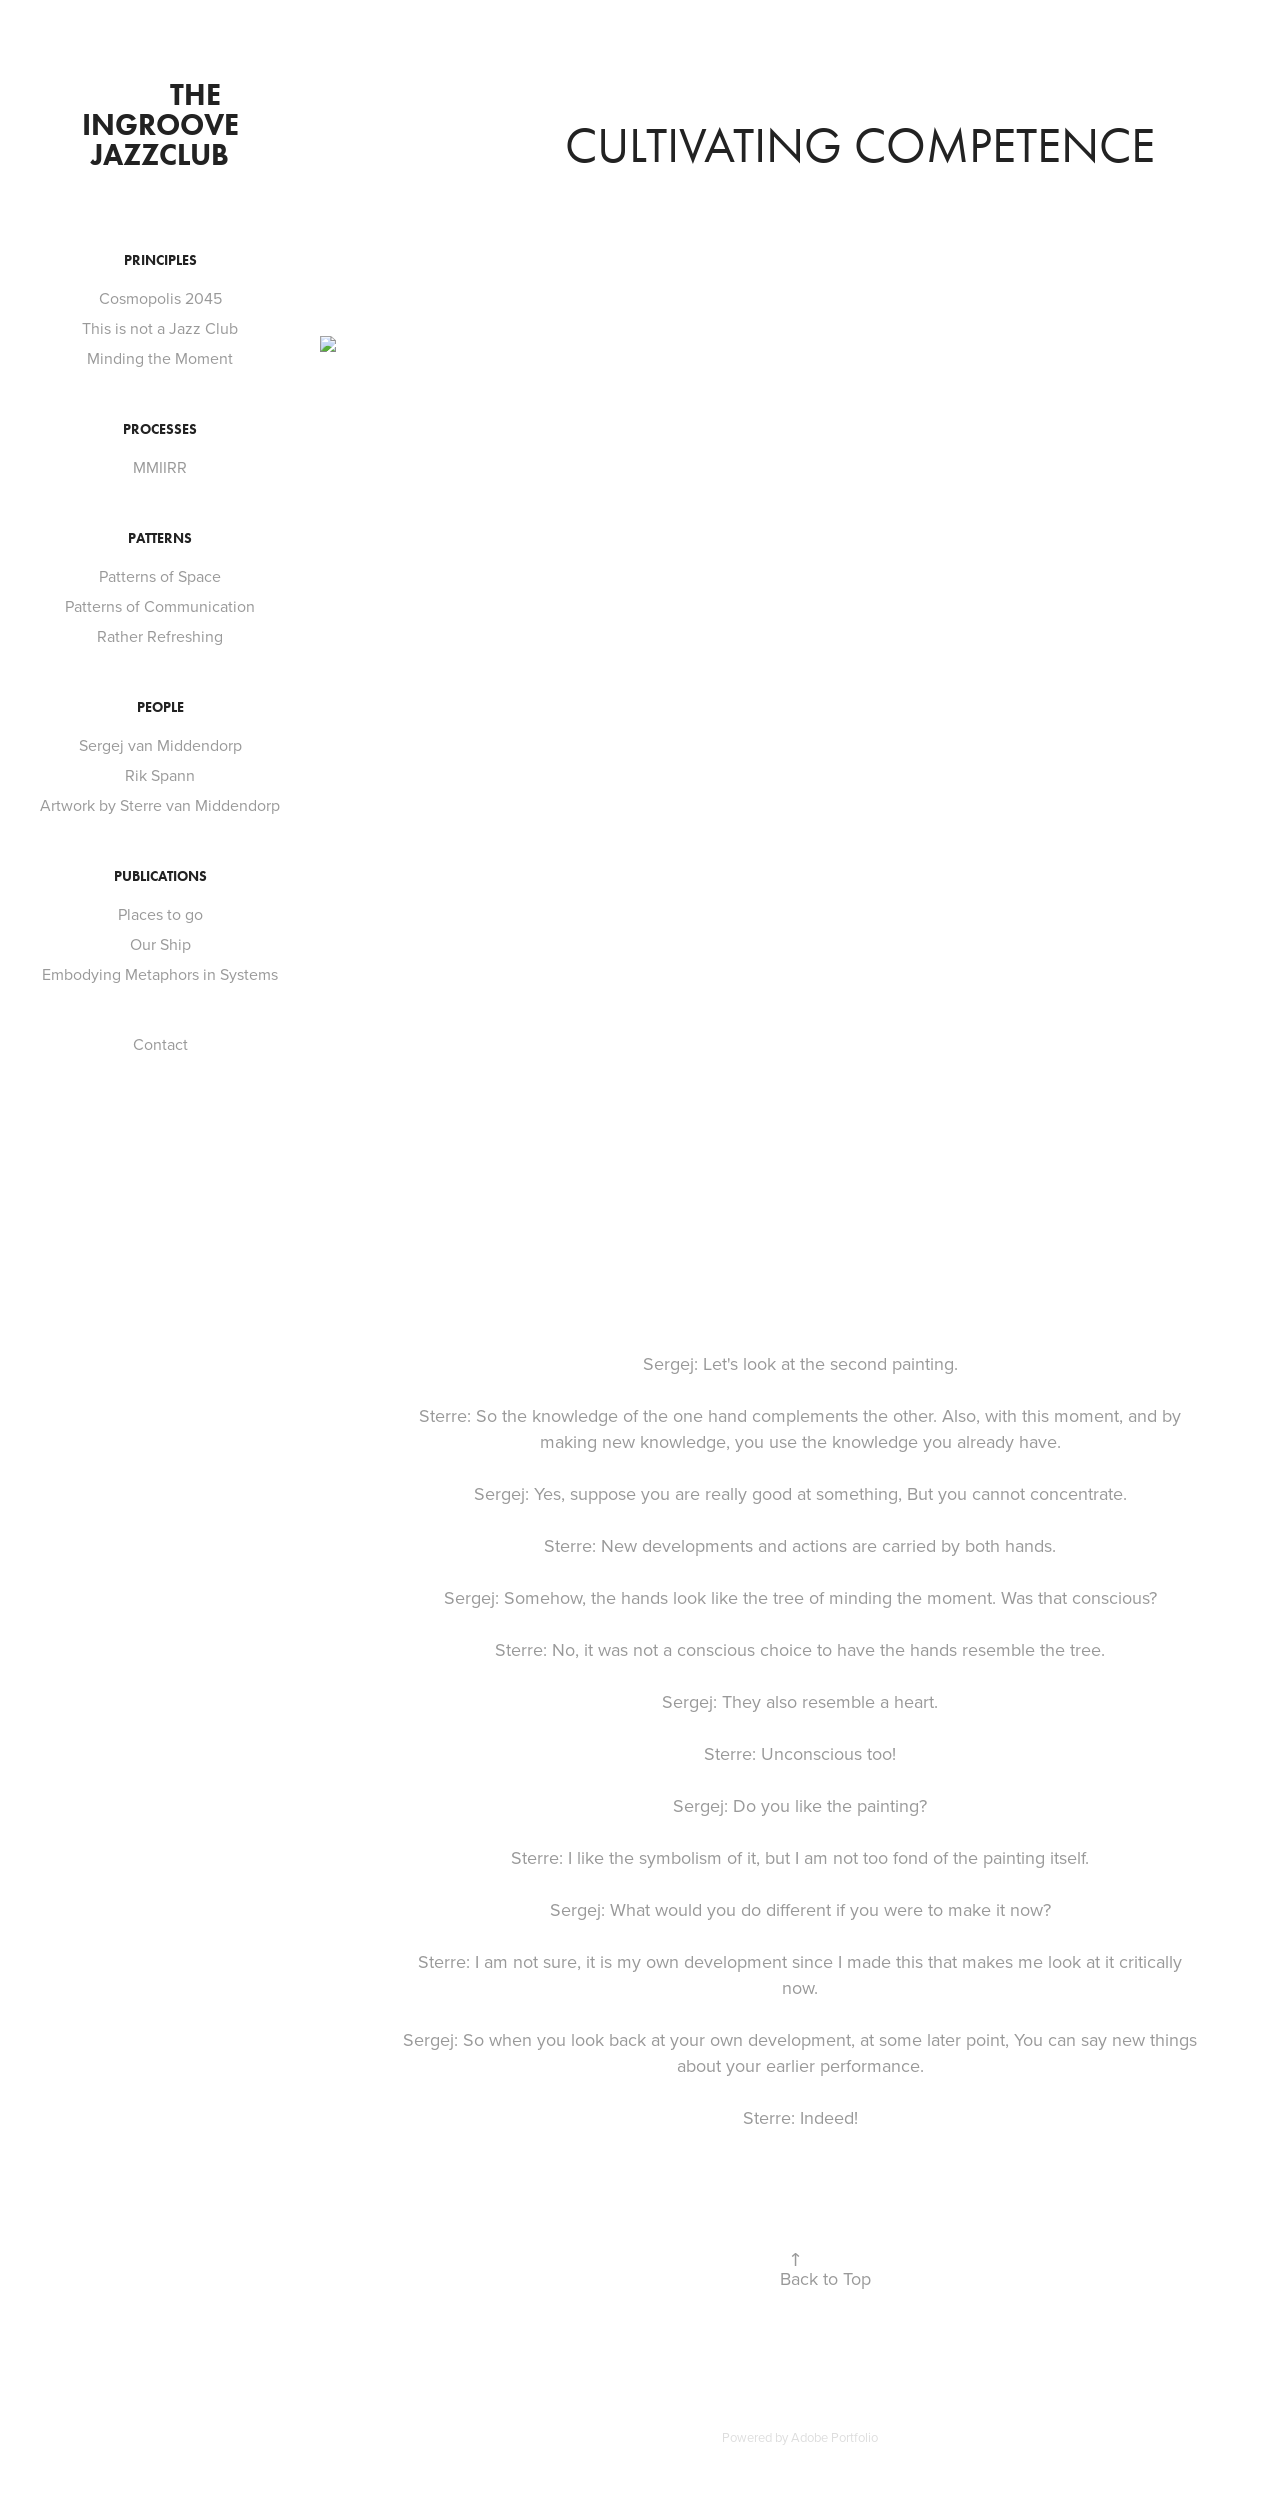 THE
INGROOVE
JAZZCLUB
PRINCIPLES
Cosmopolis 2045
This is not a Jazz Club
Minding the Moment
PROCESSES
MMIIRR
PATTERNS
Patterns of Space
Patterns of Communication
Rather Refreshing
PEOPLE
Sergej van Middendorp
Rik Spann
Artwork by Sterre van Middendorp
PUBLICATIONS
Places to go
Our Ship
Embodying Metaphors in Systems
Contact
CULTIVATING COMPETENCE
Sergej: Let's look at the second painting.
Sterre: So the knowledge of the one hand complements the other. Also, with this moment, and by
making new knowledge, you use the knowledge you already have.
Sergej: Yes, suppose you are really good at something, But you cannot concentrate.
Sterre: New developments and actions are carried by both hands.
Sergej: Somehow, the hands look like the tree of minding the moment. Was that conscious?
Sterre: No, it was not a conscious choice to have the hands resemble the tree.
Sergej: They also resemble a heart.
Sterre: Unconscious too!
Sergej: Do you like the painting?
Sterre: I like the symbolism of it, but I am not too fond of the painting itself.
Sergej: What would you do different if you were to make it now?
Sterre: I am not sure, it is my own development since I made this that makes me look at it critically
now.
Sergej: So when you look back at your own development, at some later point, You can say new things
about your earlier performance.
Sterre: Indeed!
↑
Back to Top
Powered by Adobe Portfolio